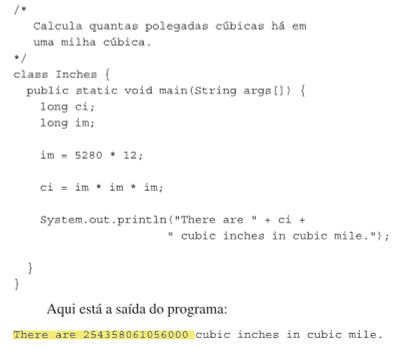 /*
   Calcula quantas polegadas cúbicas há em
   uma milha cúbica.
*/
class Inches {
  public static void main(String args[]) {
    long ci;
    long im;

    im = 5280 * 12;

    ci = im * im * im;

    System.out.println("There are " + ci +
                       " cubic inches in cubic mile.");

  }
}
Aqui está a saída do programa:
There are 254358061056000 cubic inches in cubic mile.